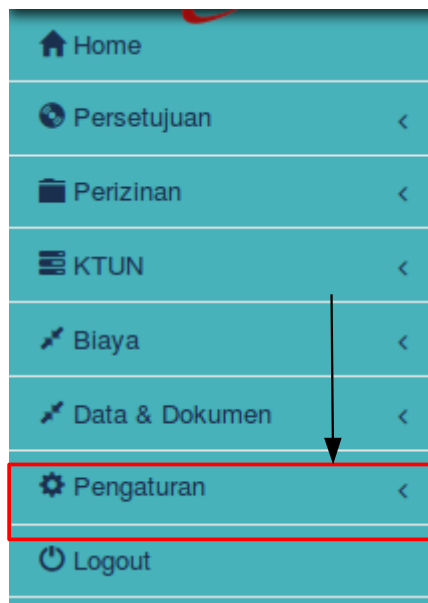 Home
Persetujuan
Perizinan
KTUN
Biaya
Data & Dokumen
Pengaturan
Logout